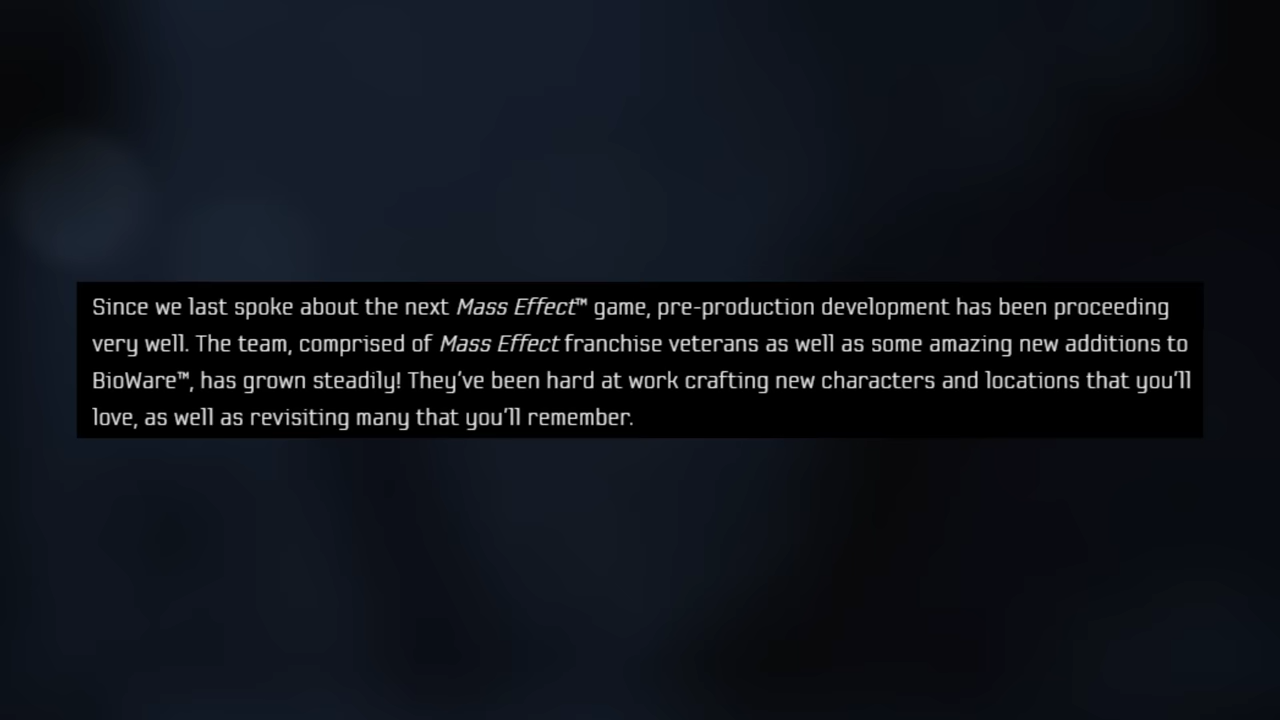 Since we last spoke about the next Mass Effect™ game, pre-production development has been proceeding
very well. The team, comprised of Mass Effect franchise veterans as well as some amazing new additions to
BioWare™, has grown steadily! They've been hard at work crafting new characters and locations that you'll
love, as well as revisiting many that you'll remember.